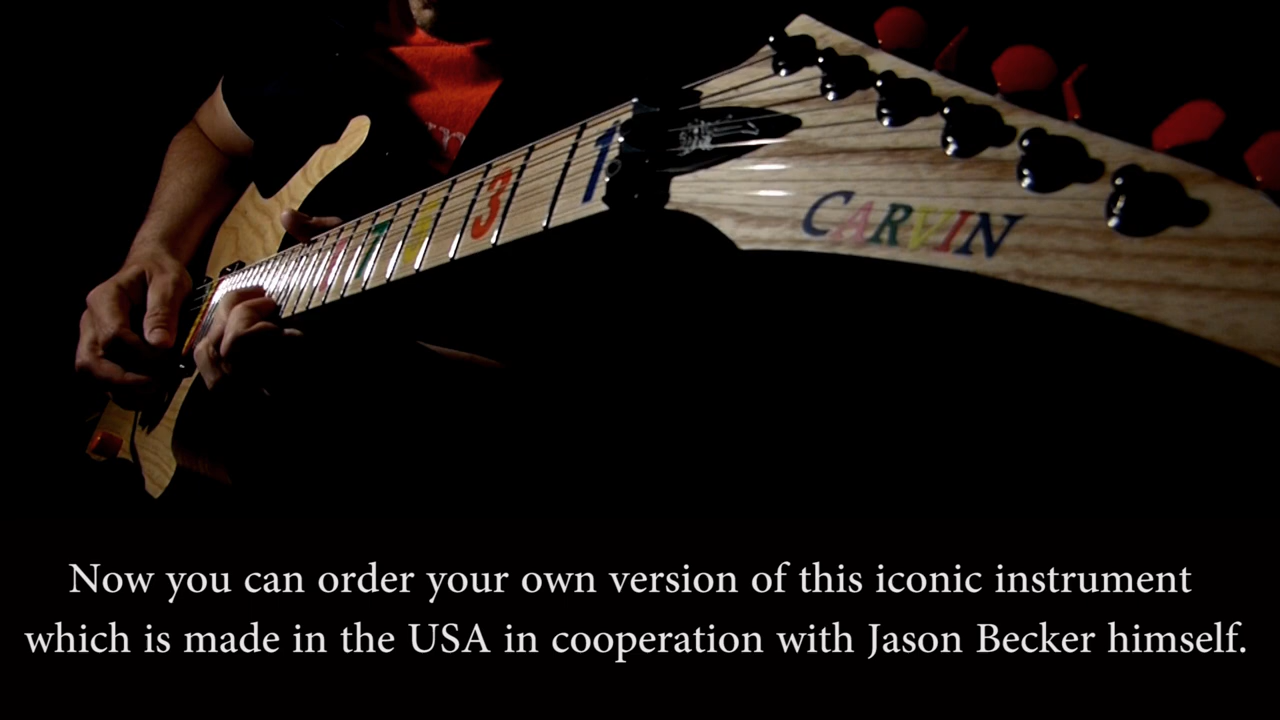 CARVIN
1
3
7
Now you can order your own version of this iconic instrument
which is made in the USA in cooperation with Jason Becker himself.